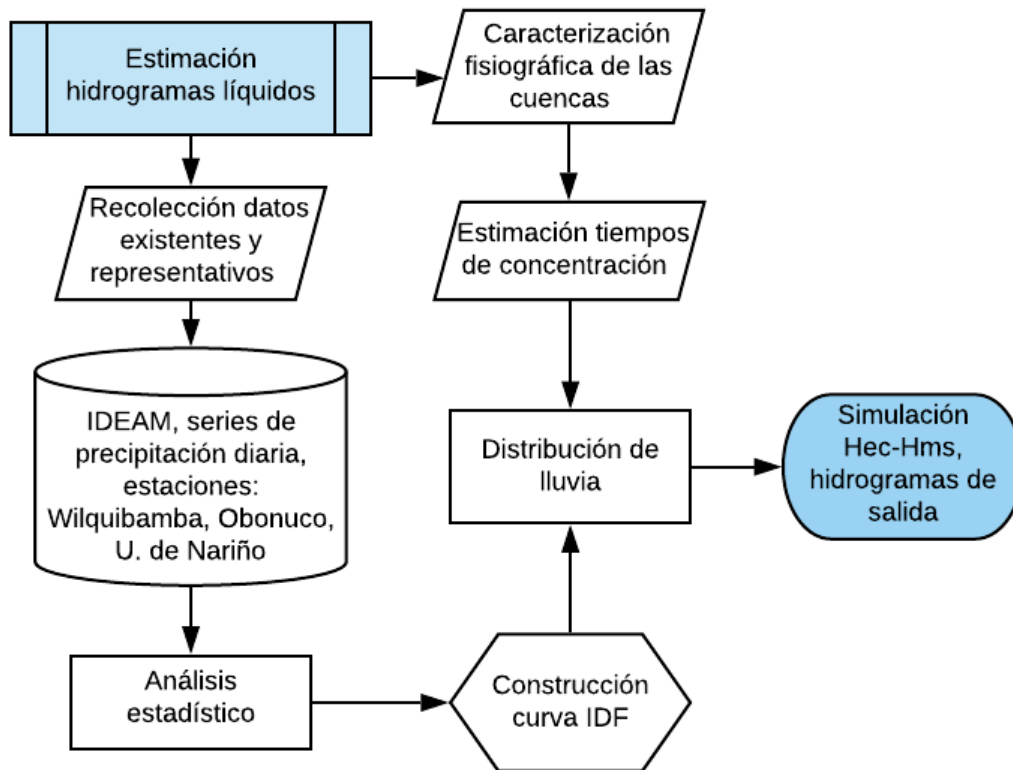 Estimación
hidrogramas líquidos
Caracterización
fisiográfica de las
cuencas
Recolección datos
existentes y
representativos
Estimación tiempos
de concentración
IDEAM, series de
precipitación diaria,
estaciones:
Wilquibamba, Obonuco,
U. de Nariño
Distribución de
lluvia
Simulación
Hec-Hms,
hidrogramas de
salida
Análisis
estadístico
Construcción
curva IDF